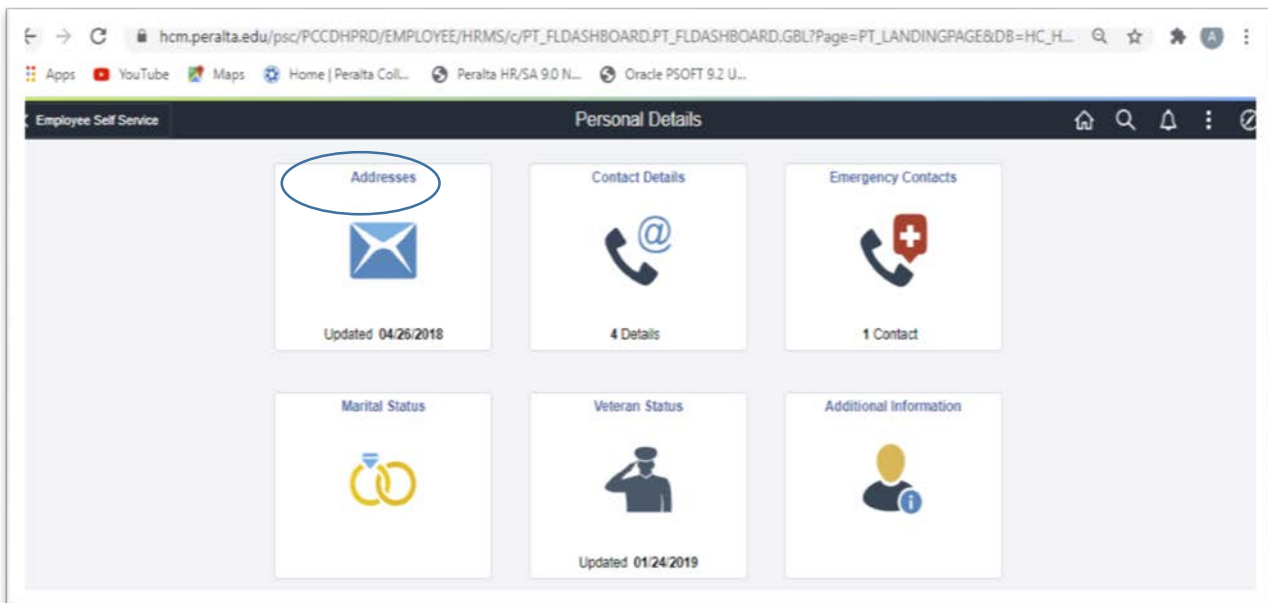 hcm.peralta.edu/psc/PCCDHPRD/EMPLOYEE/HRMS/c/PT_FLDASHBOARD.PT_FLDASHBOARD.GBL?Page=PT_LANDINGPAGE&DB=HC_H...
A
Apps YouTube Maps Home | Peralta Coll... Peralta HR/SA 9.0 N... Oracle PSOFT 9.2 U...
Employee Self Service Personal Details
Addresses Contact Details Emergency Contacts
@
Updated 04/26/2018 4 Details 1 Contact
Marital Status Veteran Status Additional Information
i
Updated 01/24/2019